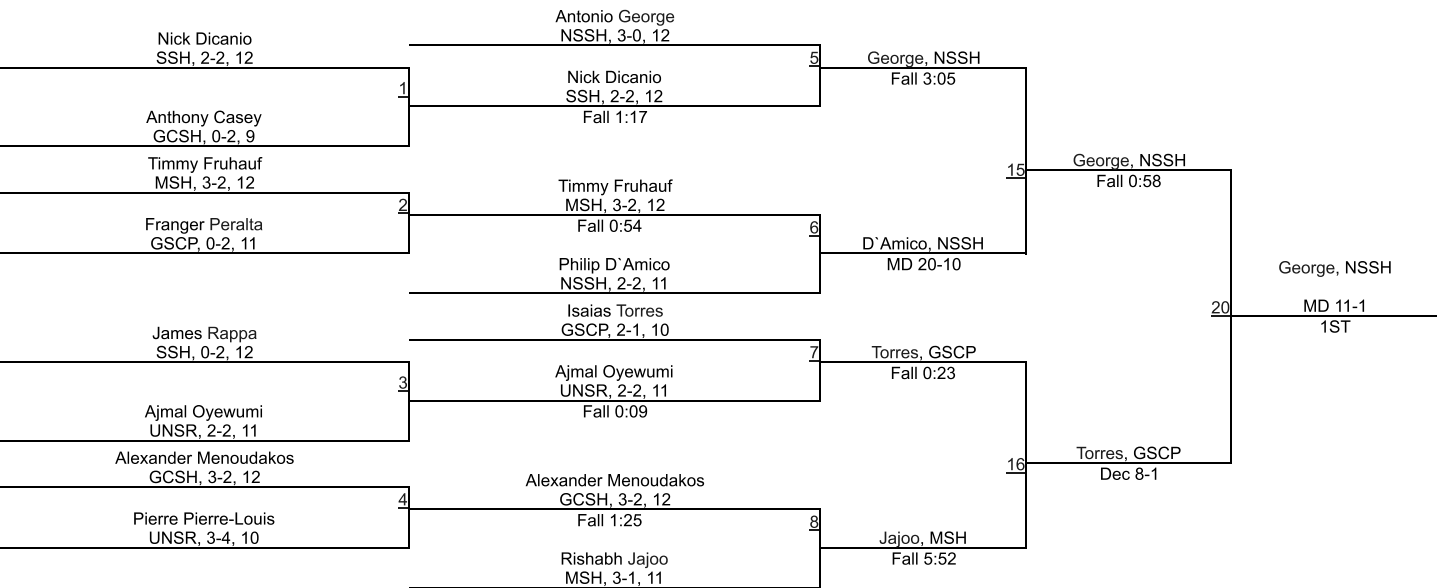 Nick Dicanio
SSH, 2-2, 12
1
Anthony Casey
GCSH, 0-2, 9
Timmy Fruhauf
MSH, 3-2, 12
2
Franger Peralta
GSCP, 0-2, 11
James Rappa
SSH, 0-2, 12
3
Ajmal Oyewumi
UNSR, 2-2, 11
Alexander Menoudakos
GCSH, 3-2, 12
4
Pierre Pierre-Louis
UNSR, 3-4, 10
Antonio George
NSSH, 3-0, 12
5
Nick Dicanio
SSH, 2-2, 12
Fall 1:17
Timmy Fruhauf
MSH, 3-2, 12
Fall 0:54
6
Philip D`Amico
NSSH, 2-2, 11
Isaias Torres
GSCP, 2-1, 10
7
Ajmal Oyewumi
UNSR, 2-2, 11
Fall 0:09
Alexander Menoudakos
GCSH, 3-2, 12
Fall 1:25
8
Rishabh Jajoo
MSH, 3-1, 11
George, NSSH
Fall 3:05
15
D`Amico, NSSH
MD 20-10
Torres, GSCP
Fall 0:23
16
Jajoo, MSH
Fall 5:52
George, NSSH
Fall 0:58
20
Torres, GSCP
Dec 8-1
George, NSSH
MD 11-1
1ST